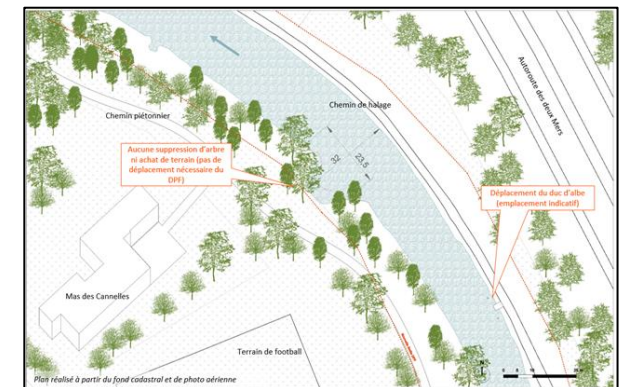 Autoroute des deux Mers
Chemin de halage
Chemin piétonnier
Aucune suppression d'arbre
ni achat de terrain (pas de
déplacement nécessaire du
DPF)
32
23.5
Déplacement du duc d'albe
(emplacement indicatif)
Mas des Cannelles
Terrain de football
N
Plan réalisé à partir du fond cadastral et de photo aérienne